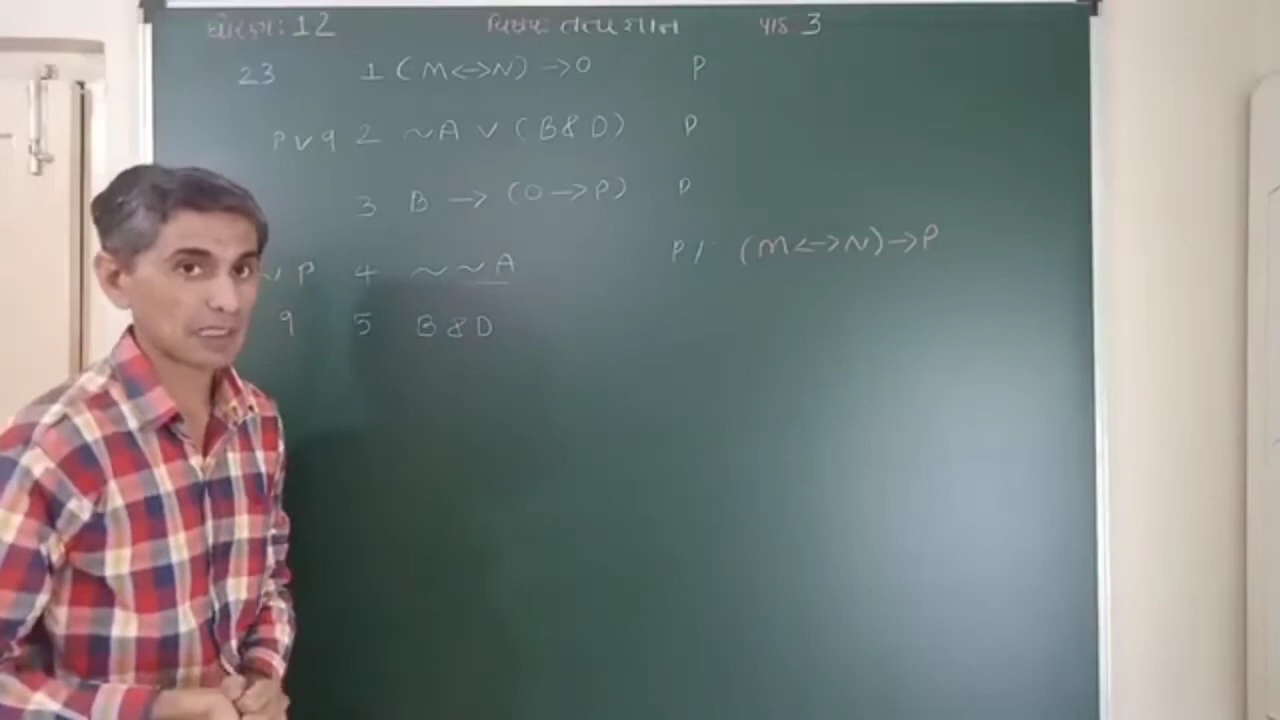 ધોરણ: 12 વિષય તત્વજ્ઞાન પાઠ 3
23 1 (M<->N) ->O P
P v q 2 ~A v (B & D) P
3 B -> (O -> P) P
P 4 ~ ~ A P/∴ (M<->N) -> P
q 5 B & D